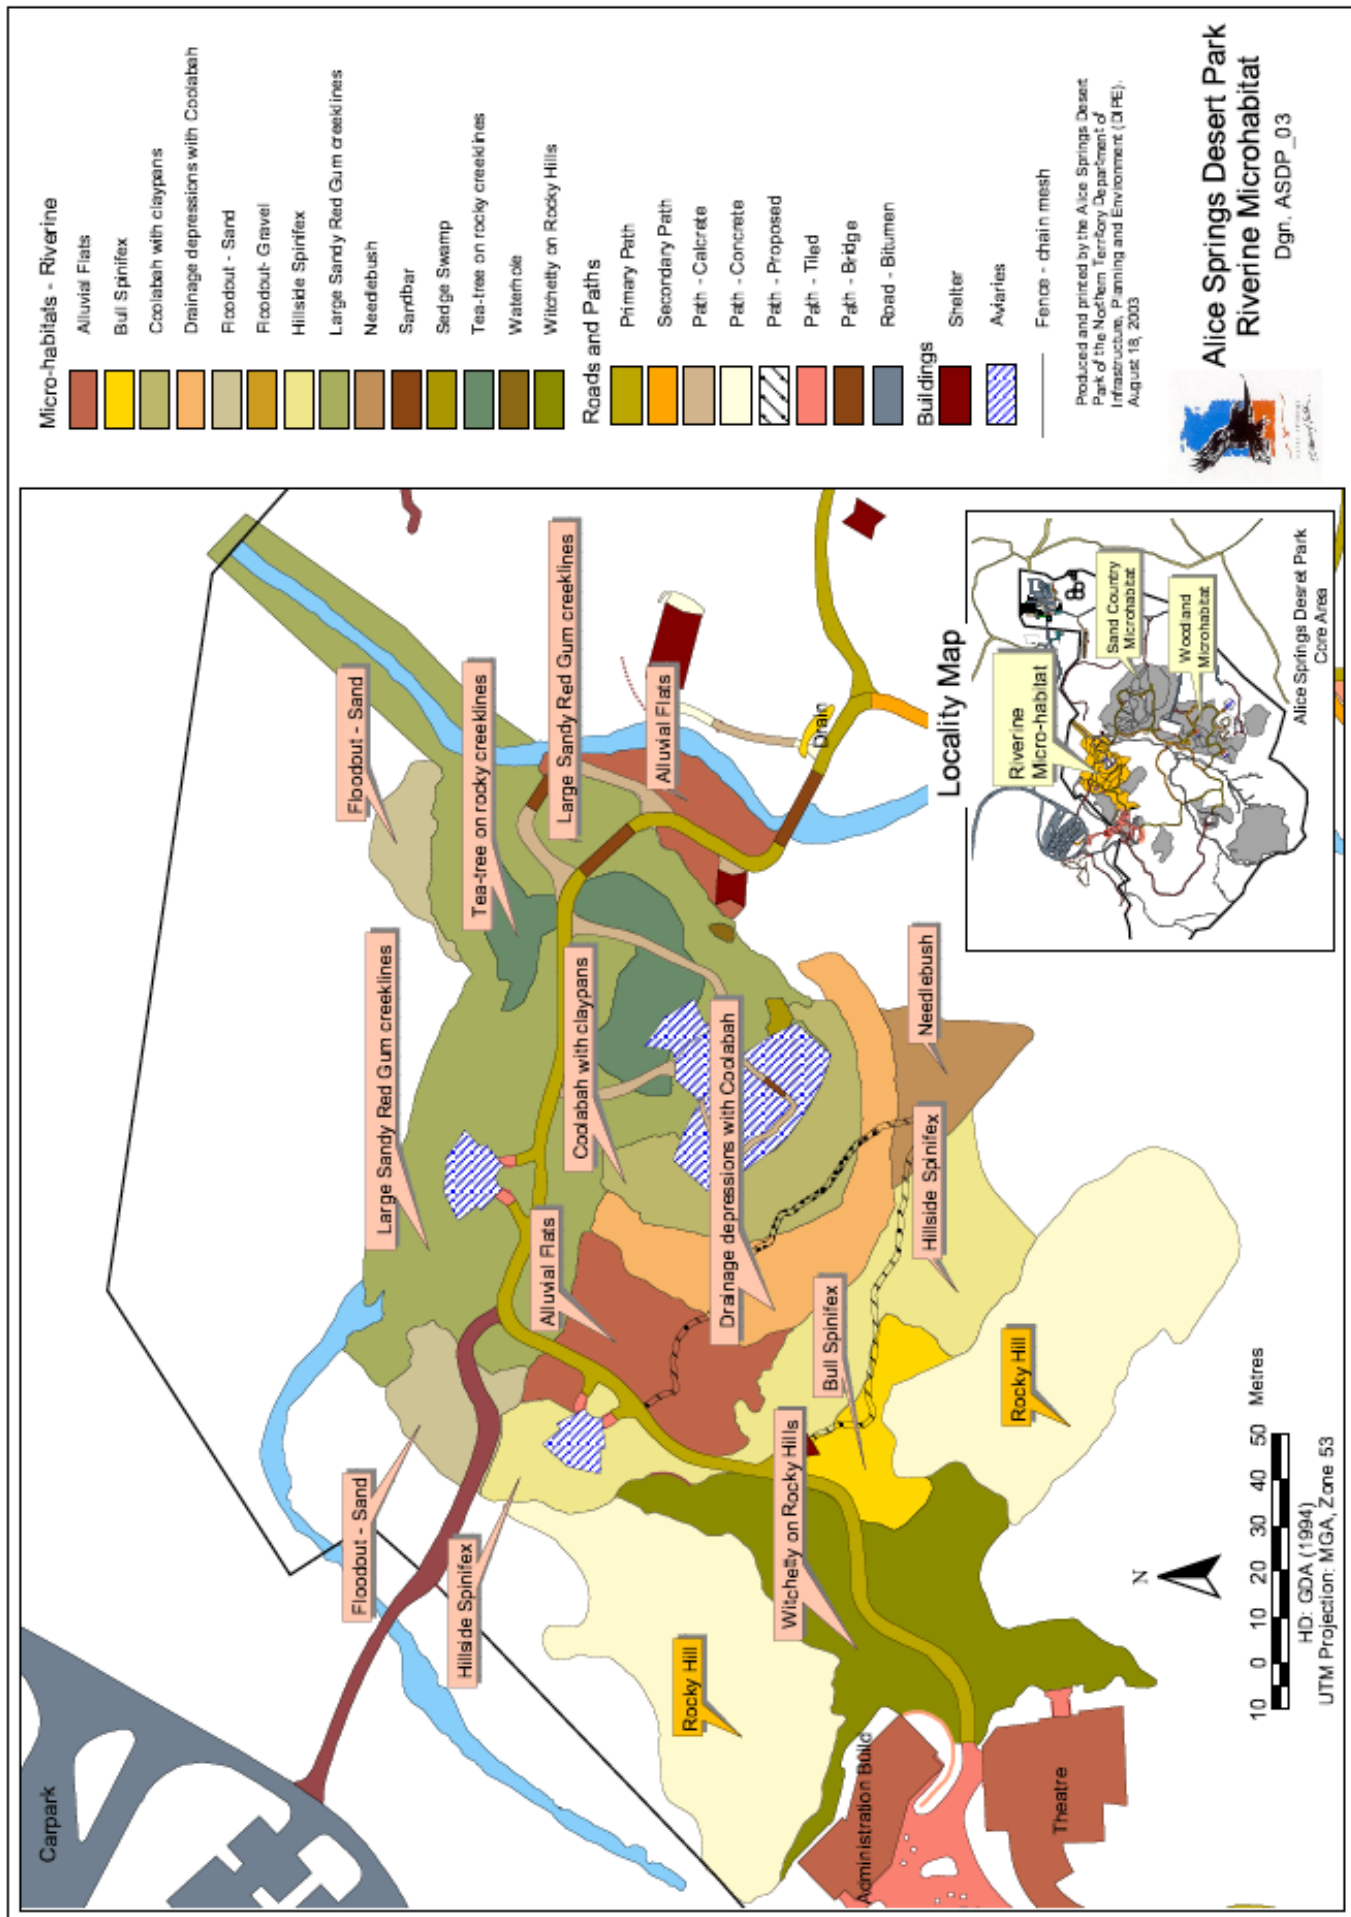 Carpark
Floodout - Sand
Hillside Spinifex
Rocky Hill
Witchetty on Rocky Hills
Administration Build
Theatre
Large Sandy Red Gum creeklines
Alluvial Flats
Coolabah with claypans
Drainage depressions with Coolabah
Bull Spinifex
Hillside Spinifex
Rocky Hill
Needlebush
Floodout - Sand
Tea-tree on rocky creeklines
Large Sandy Red Gum creeklines
Alluvial Flats
Drain
N
10 0 10 20 30 40 50 Metres
HD: GDA (1994)
UTM Projection: MGA, Zone 53
Locality Map
Riverine
Micro-habitat
Sand Country
Microhabitat
Woodland
Microhabitat
Alice Springs Desret Park
Core Area
Micro-habitats - Riverine
Alluvial Flats
Bull Spinifex
Coolabah with claypans
Drainage depressions with Coolabah
Floodout - Sand
Floodout- Gravel
Hillside Spinifex
Large Sandy Red Gum creeklines
Needlebush
Sandbar
Sedge Swamp
Tea-tree on rocky creeklines
Waterhole
Witchetty on Rocky Hills
Roads and Paths
Primary Path
Secondary Path
Path - Calcrete
Path - Concrete
Path - Proposed
Path - Tiled
Path - Bridge
Road - Bitumen
Buildings
Shelter
Aviaries
Fence - chain mesh
Produced and printed by the Alice Springs Desert
Park of the Northern Territory Department of
Infrastructure, Planning and Environment (DIPE).
August 18, 2003
Alice Springs Desert Park
Riverine Microhabitat
Dgn. ASDP_03